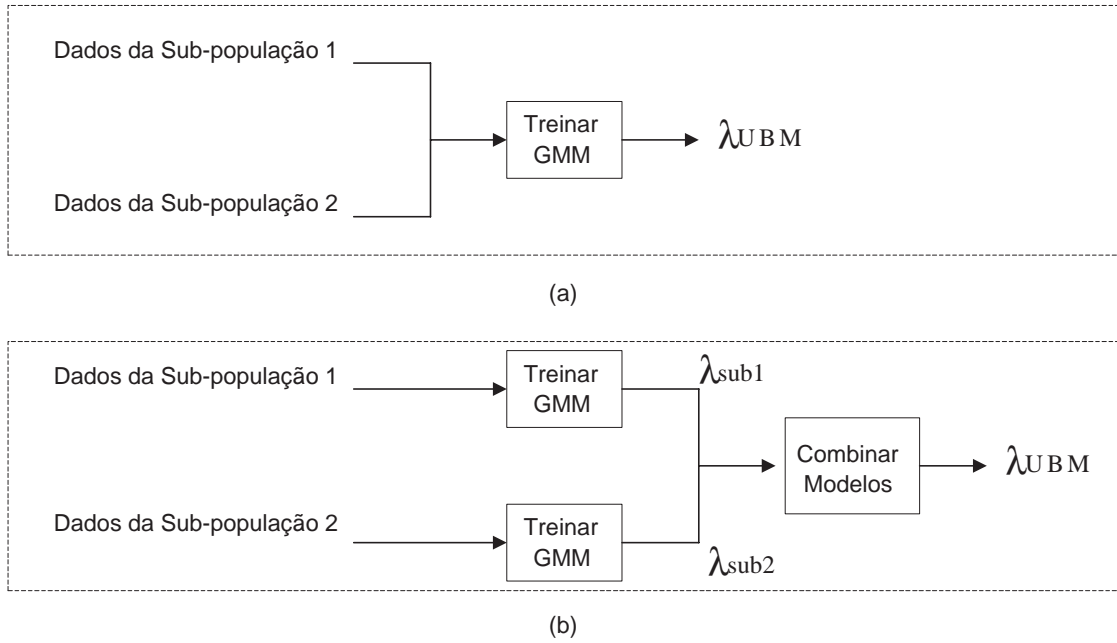 Dados da Sub-população 1
Treinar
GMM
λUBM
Dados da Sub-população 2
(a)
Dados da Sub-população 1
Treinar
GMM
λsub1
Combinar
Modelos
λUBM
Dados da Sub-população 2
Treinar
GMM
λsub2
(b)